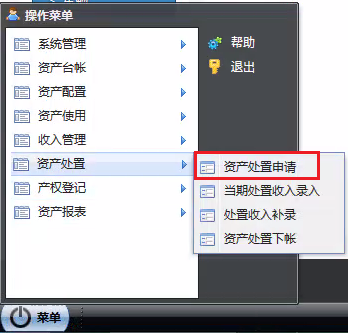 操作菜单
系统管理
资产台帐
资产配置
资产使用
收入管理
资产处置
产权登记
资产报表
帮助
退出
资产处置申请
当期处置收入录入
处置收入补录
资产处置下帐
菜单